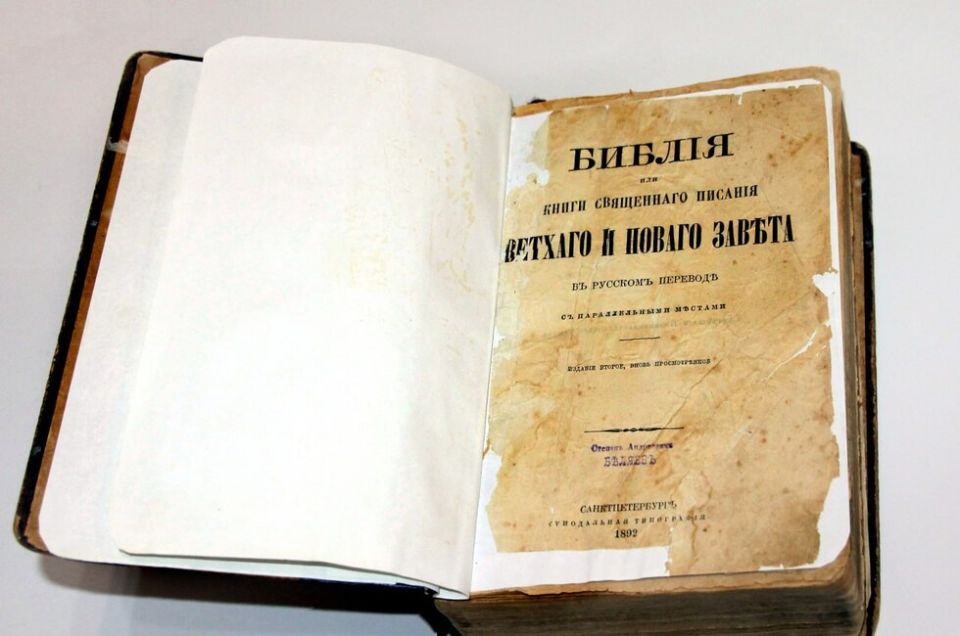 БИБЛІЯ
ИЛИ
КНИГИ СВЯЩЕННАГО ПИСАНІЯ
ВЕТХАГО И НОВАГО ЗАВѢТА
ВЪ РУССКОМЪ ПЕРЕВОДѢ
СЪ ПАРАЛЛЕЛЬНЫМИ МѢСТАМИ
ИЗДАНІЕ ВТОРОЕ, ВНОВЬ ПРОСМОТРѢННОЕ
Степанъ Андреевичъ
БѢЛЯЕВЪ
САНКТПЕТЕРБУРГЪ
СУНОДАЛЬНАЯ ТИПОГРАФІЯ
1892